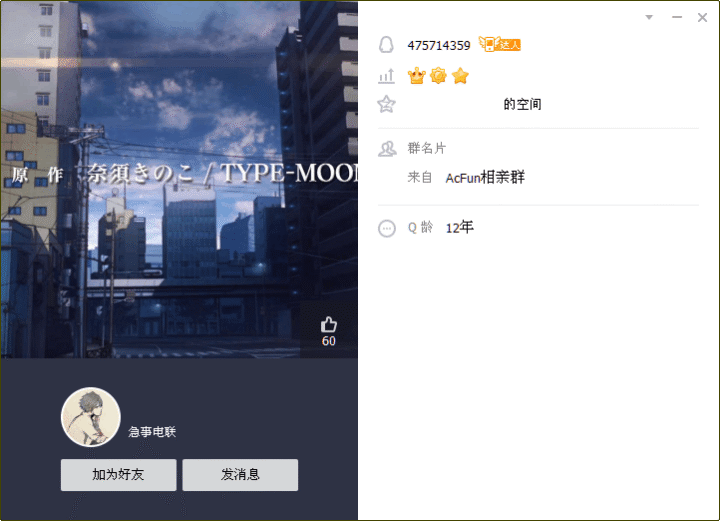 原 作 奈須きのこ / TYPE-MOON
60
急事电联
加为好友
发消息
475714359
达人
的空间
群名片
来自 AcFun相亲群
Q 龄 12年